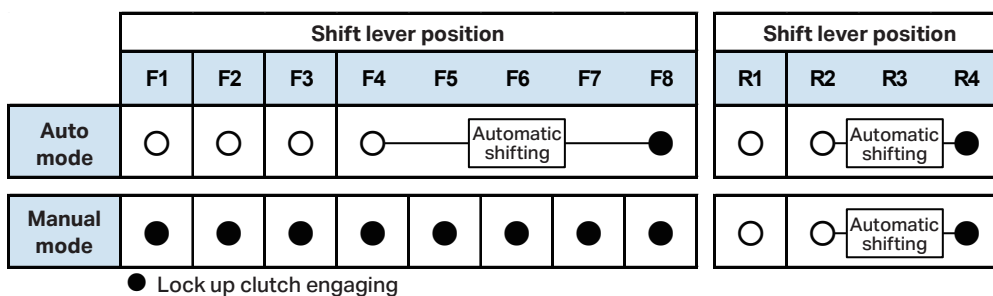 Shift lever position
Shift lever position
F1 F2 F3 F4 F5 F6 F7 F8
R1 R2 R3 R4
Auto
mode
Automatic
shifting
Automatic
shifting
Manual
mode
Automatic
shifting
Lock up clutch engaging